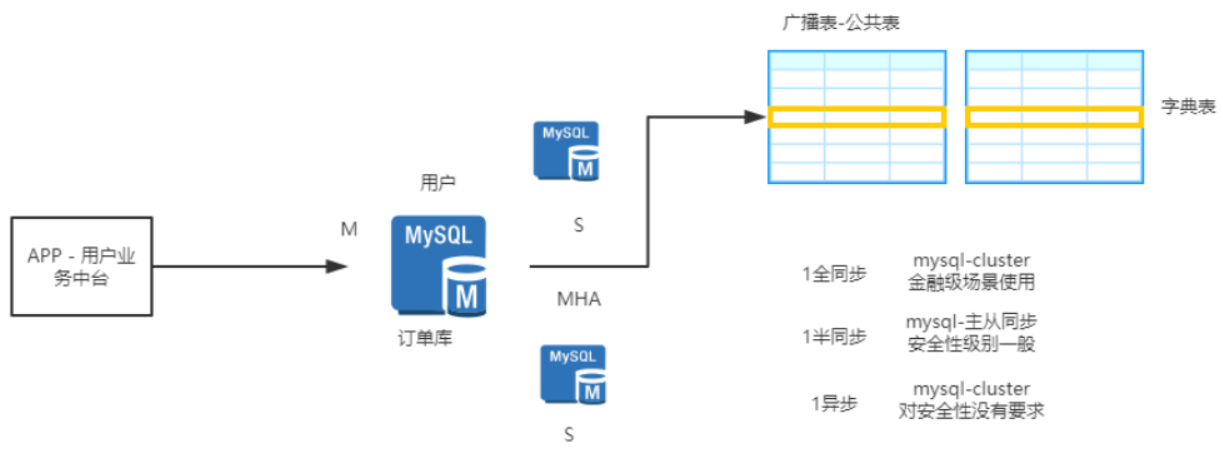 广播表-公共表
字典表
MySQL
M
用户
M
S
MySQL
M
APP - 用户业
务中台
MHA
订单库
MySQL
M
S
1全同步
mysql-cluster
金融级场景使用
1半同步
mysql-主从同步
安全性级别一般
1异步
mysql-cluster
对安全性没有要求